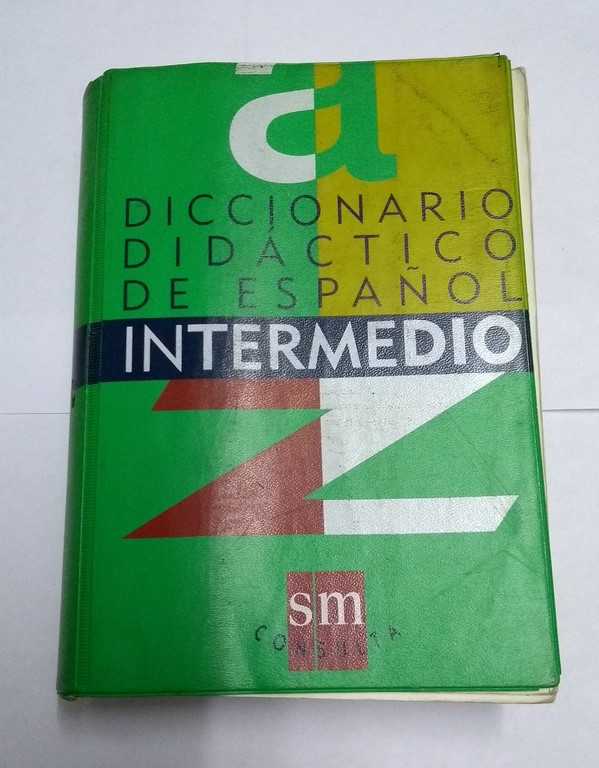 a
DICCIONARIO
DIDÁCTICO
DE ESPAÑOL
INTERMEDIO
Z
sm
CONSULTA